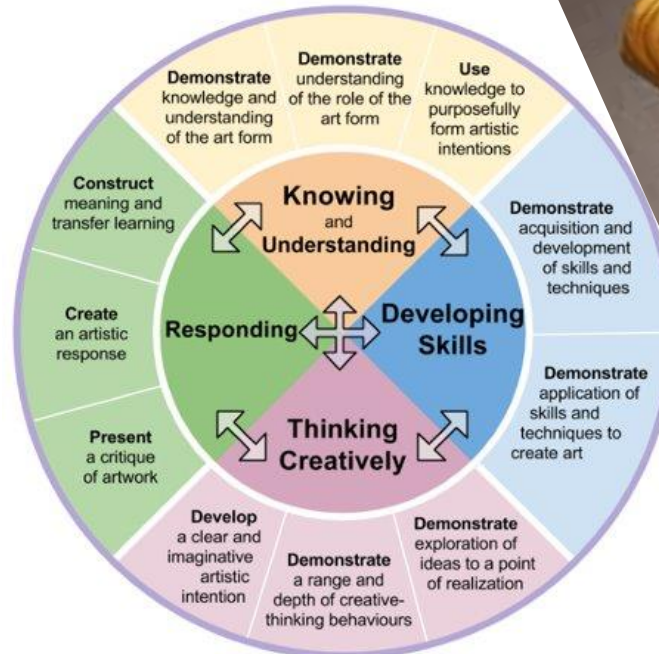 Demonstrate
knowledge and
understanding
of the art form
Demonstrate
understanding
of the role of the
art form
Use
knowledge to
purposefully
form artistic
intentions
Knowing
and
Understanding
Demonstrate
acquisition and
development
of skills and
techniques
Demonstrate
application of
skills and
techniques to
create art
Developing
Skills
Demonstrate
exploration of
ideas to a point
of realization
Demonstrate
a range and
depth of creative-
thinking behaviours
Develop
a clear and
imaginative
artistic
intention
Thinking
Creatively
Present
a critique
of artwork
Create
an artistic
response
Construct
meaning and
transfer learning
Responding